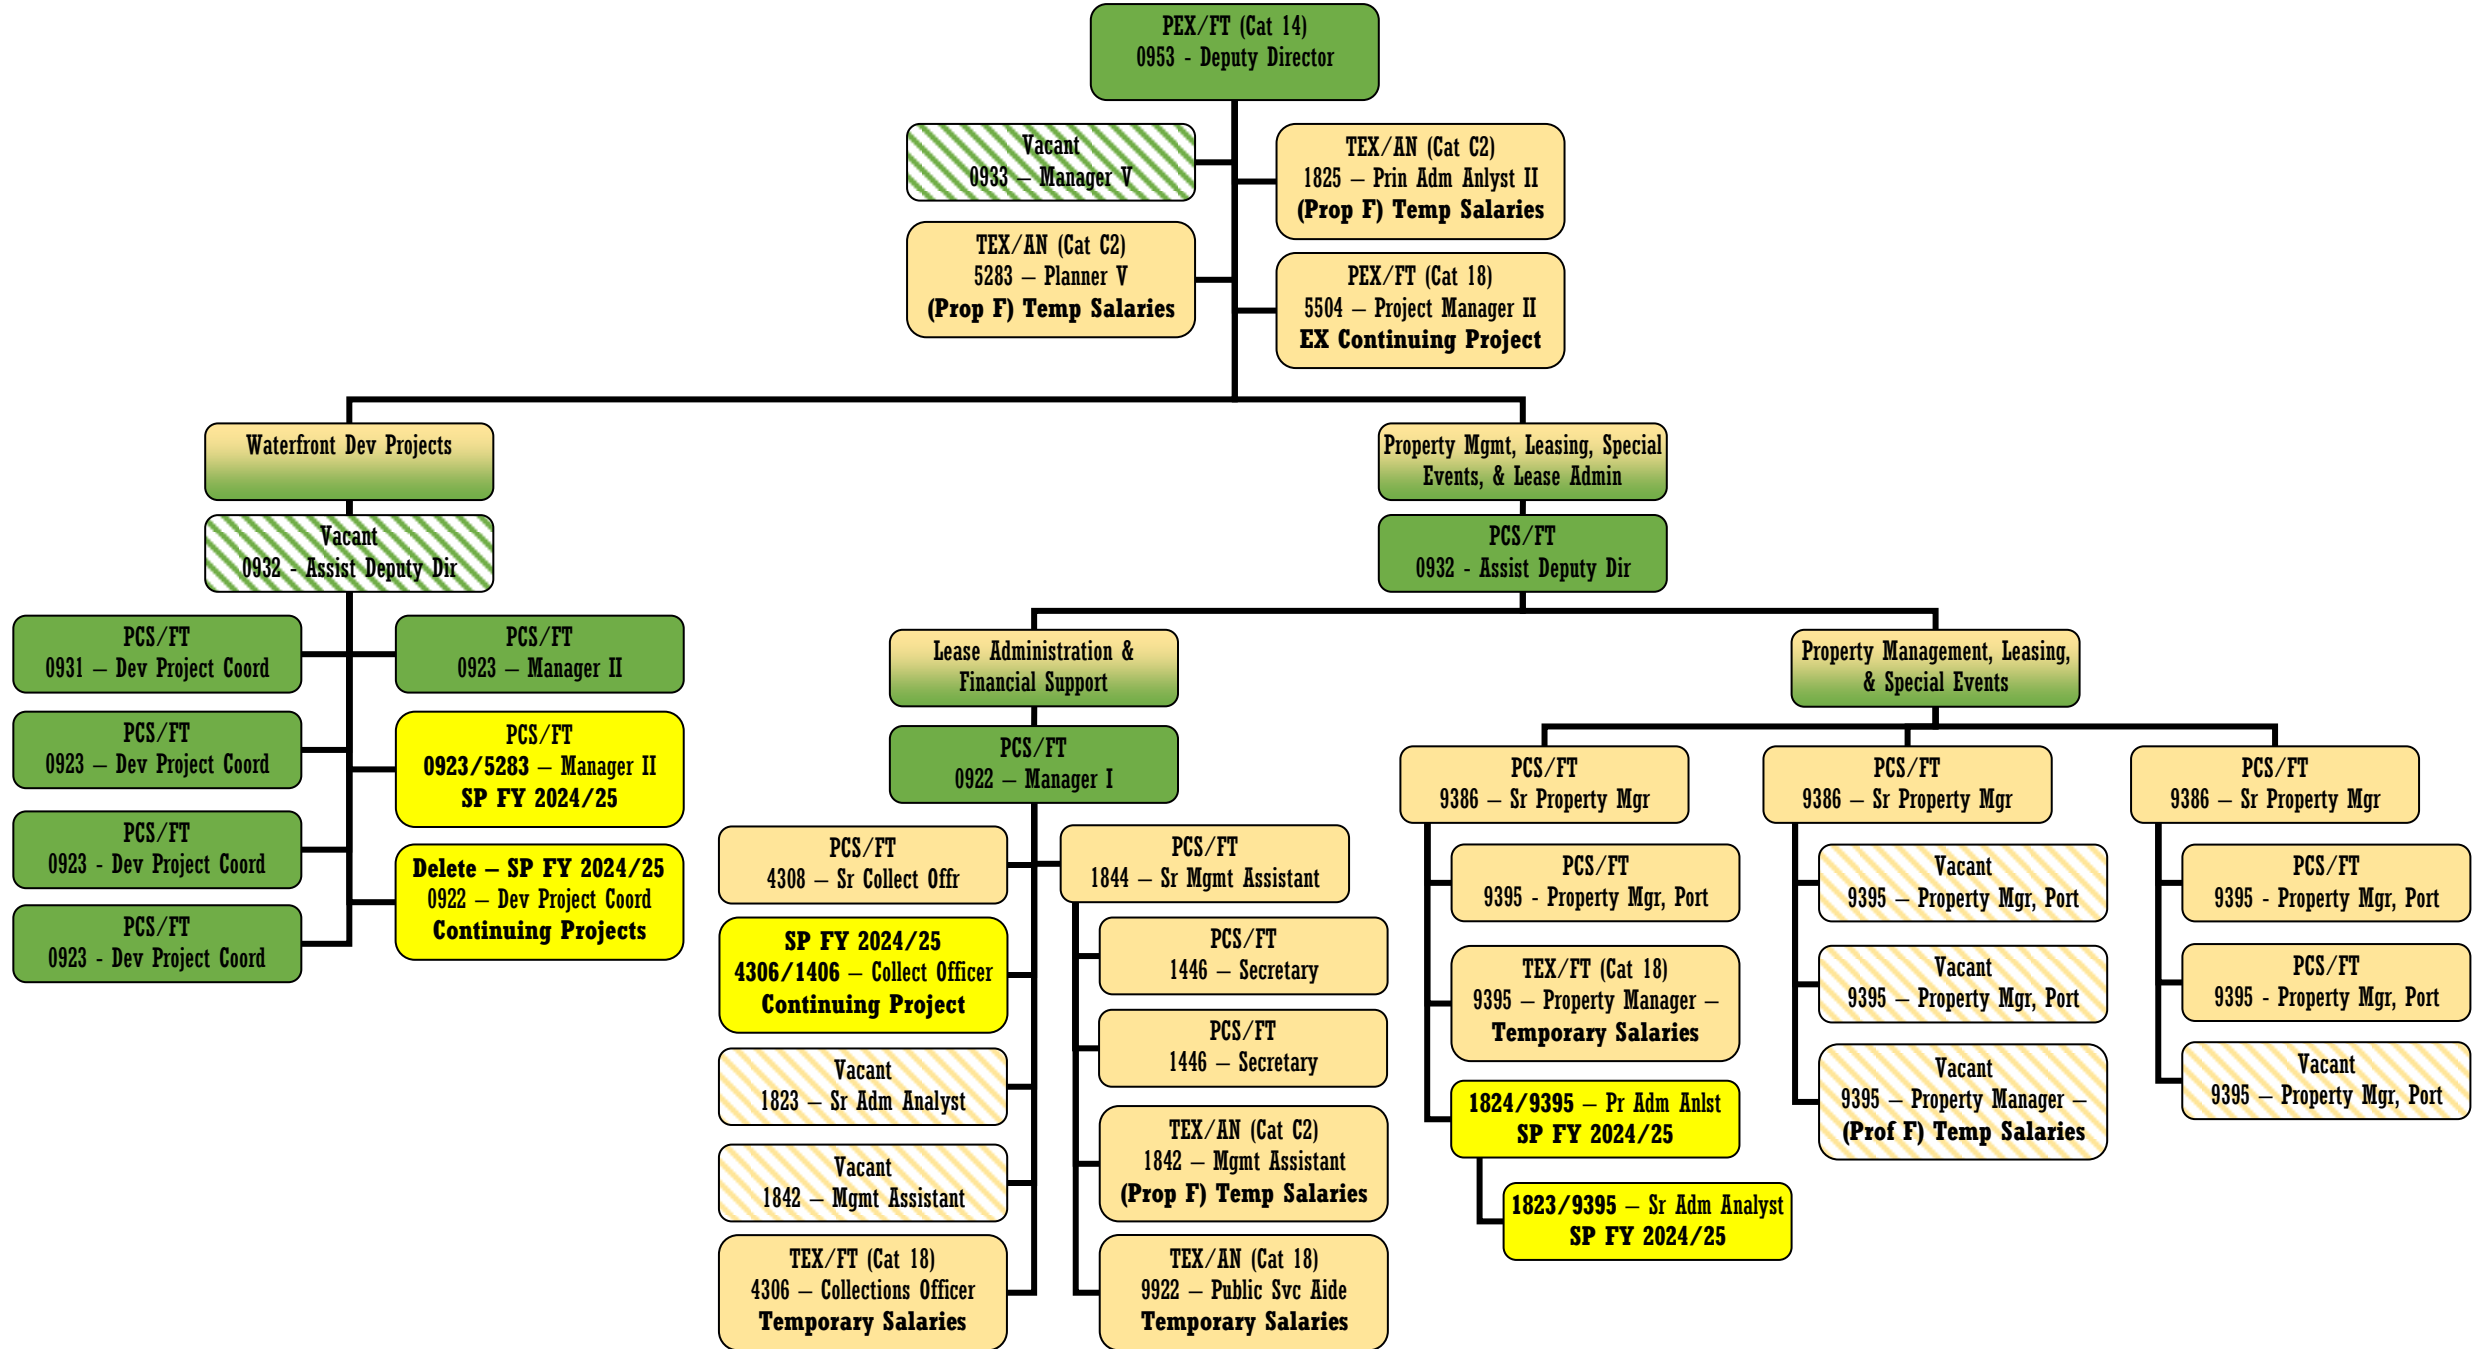 PEX/FT (Cat 14)
0953 - Deputy Director
Vacant
0933 – Manager V
TEX/AN (Cat C2)
1825 – Prin Adm Anlyst II
(Prop F) Temp Salaries
TEX/AN (Cat C2)
5283 – Planner V
(Prop F) Temp Salaries
PEX/FT (Cat 18)
5504 – Project Manager II
EX Continuing Project
Waterfront Dev Projects
Vacant
0932 - Assist Deputy Dir
PCS/FT
0931 – Dev Project Coord
PCS/FT
0923 – Manager II
PCS/FT
0923 – Dev Project Coord
PCS/FT
0923/5283 – Manager II
SP FY 2024/25
PCS/FT
0923 - Dev Project Coord
Delete – SP FY 2024/25
0922 – Dev Project Coord
Continuing Projects
PCS/FT
0923 - Dev Project Coord
Property Mgmt, Leasing, Special
Events, & Lease Admin
PCS/FT
0932 - Assist Deputy Dir
Lease Administration &
Financial Support
PCS/FT
0922 – Manager I
PCS/FT
4308 – Sr Collect Offr
SP FY 2024/25
4306/1406 – Collect Officer
Continuing Project
Vacant
1823 – Sr Adm Analyst
Vacant
1842 – Mgmt Assistant
TEX/FT (Cat 18)
4306 – Collections Officer
Temporary Salaries
PCS/FT
1844 – Sr Mgmt Assistant
PCS/FT
1446 – Secretary
PCS/FT
1446 – Secretary
TEX/AN (Cat C2)
1842 – Mgmt Assistant
(Prop F) Temp Salaries
TEX/AN (Cat 18)
9922 – Public Svc Aide
Temporary Salaries
Property Management, Leasing,
& Special Events
PCS/FT
9386 – Sr Property Mgr
PCS/FT
9395 - Property Mgr, Port
TEX/FT (Cat 18)
9395 – Property Manager –
Temporary Salaries
1824/9395 – Pr Adm Anlst
SP FY 2024/25
1823/9395 – Sr Adm Analyst
SP FY 2024/25
PCS/FT
9386 – Sr Property Mgr
Vacant
9395 – Property Mgr, Port
Vacant
9395 – Property Mgr, Port
Vacant
9395 – Property Manager –
(Prof F) Temp Salaries
PCS/FT
9386 – Sr Property Mgr
PCS/FT
9395 - Property Mgr, Port
PCS/FT
9395 - Property Mgr, Port
Vacant
9395 – Property Mgr, Port